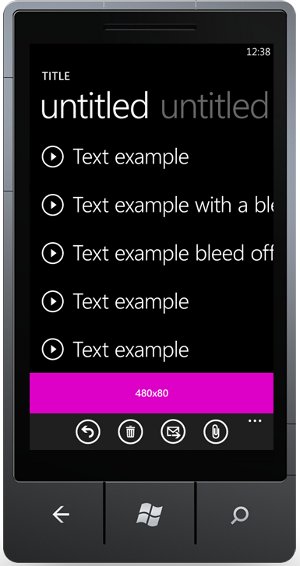 12:38
TITLE
untitled untitled
Text example
Text example with a ble
Text example bleed off
Text example
Text example
480x80